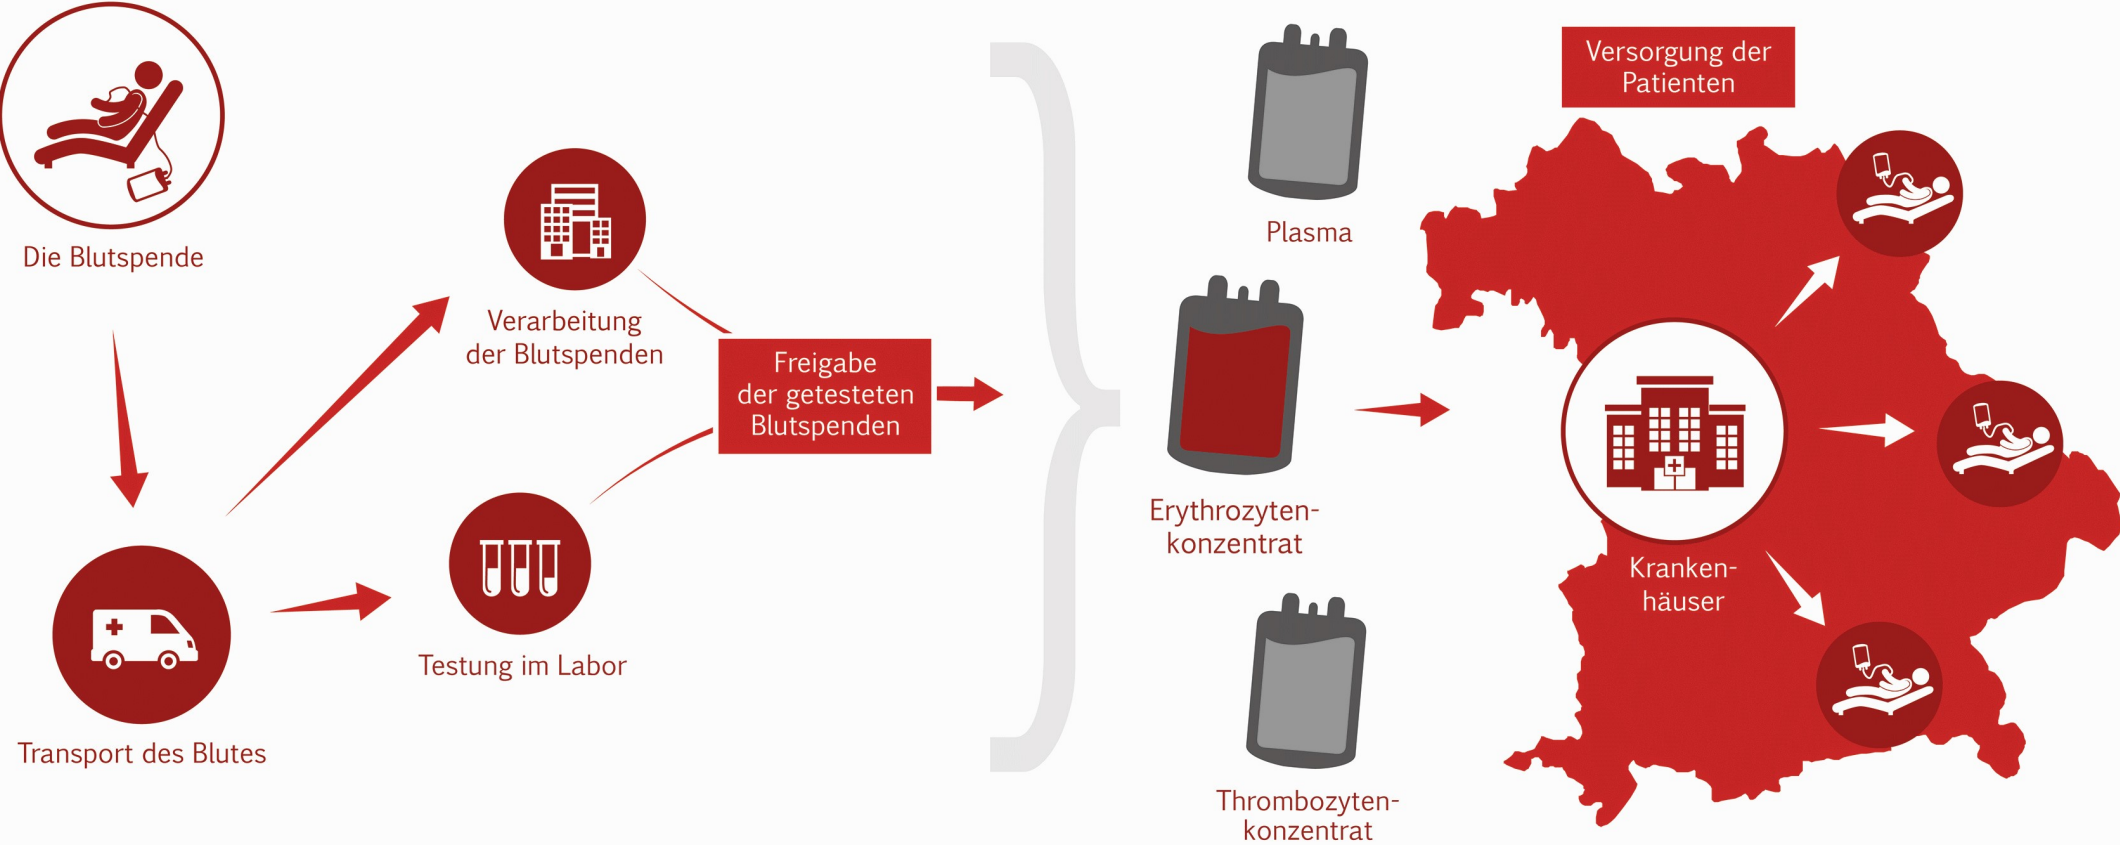 Die Blutspende
Transport des Blutes
Verarbeitung
der Blutspenden
Testung im Labor
Freigabe
der getesteten
Blutspenden
Plasma
Erythrozyten-
konzentrat
Thrombozyten-
konzentrat
Versorgung der
Patienten
Kranken-
häuser